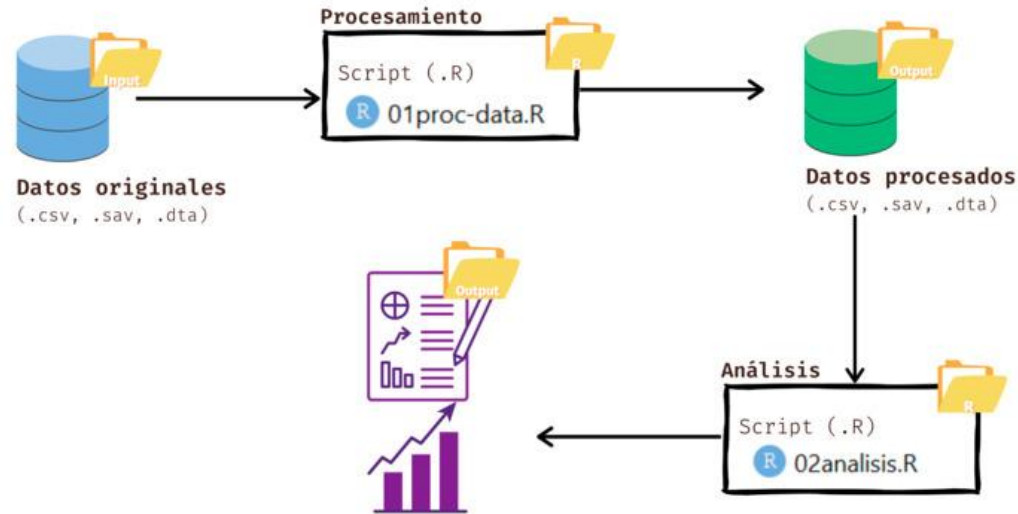 Procesamiento
Input
R
Output
Script (.R)
R 01proc-data.R
Datos originales
(.csv, .sav, .dta)
Datos procesados
(.csv, .sav, .dta)
Output
Análisis
R
Script (.R)
R 02analisis.R